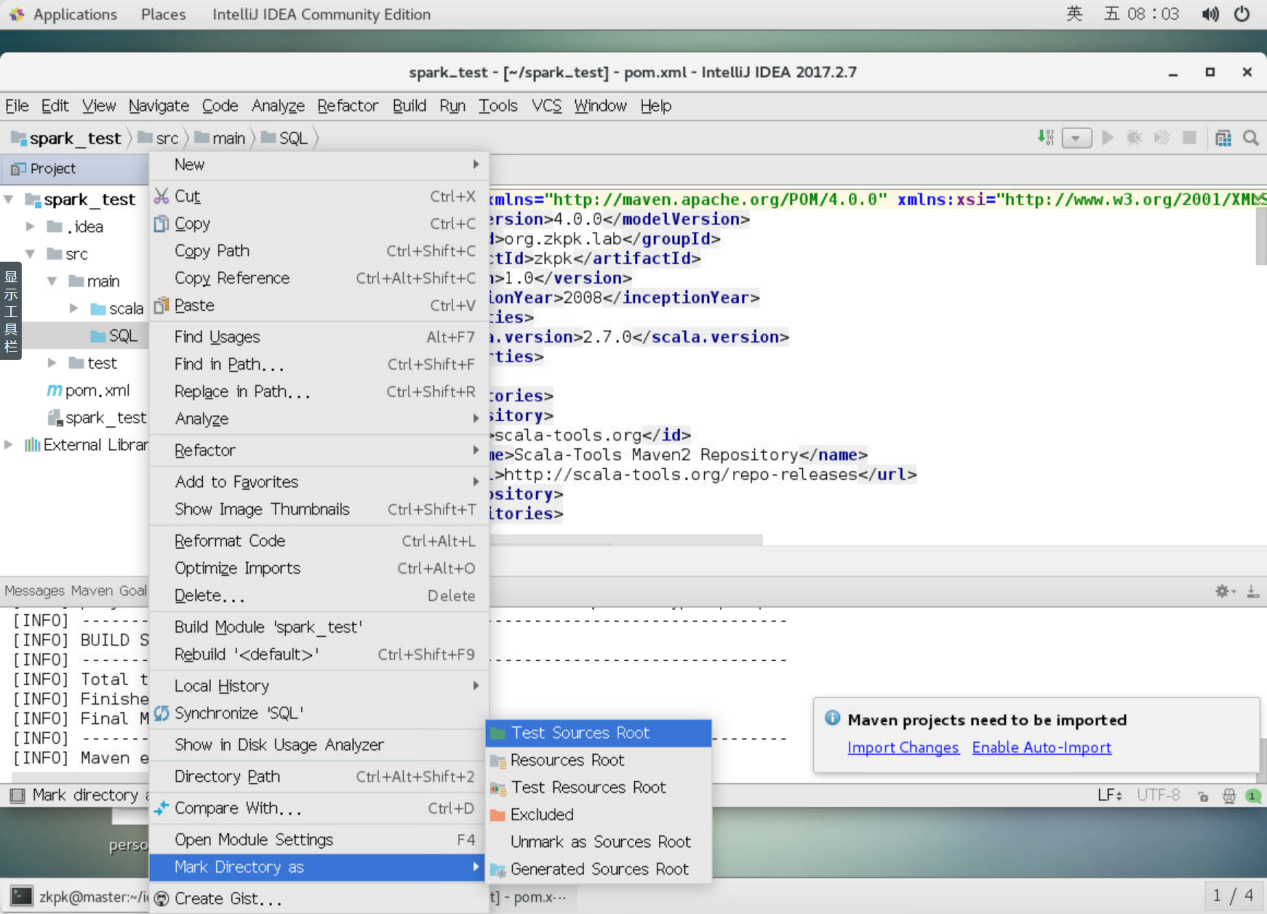 Applications Places IntelliJ IDEA Community Edition 英 五 08:03
spark_test - [~/spark_test] - pom.xml - IntelliJ IDEA 2017.2.7
File Edit View Navigate Code Analyze Refactor Build Run Tools VCS Window Help
spark_test src main SQL
Project
spark_test
.idea
src
main
scala
SQL
test
pom.xml
spark_test
External Librar
显示工具栏
New
Cut Ctrl+X
Copy Ctrl+C
Copy Path Ctrl+Shift+C
Copy Reference Ctrl+Alt+Shift+C
Paste Ctrl+V
Find Usages Alt+F7
Find in Path... Ctrl+Shift+F
Replace in Path... Ctrl+Shift+R
Analyze
Refactor
Add to Favorites
Show Image Thumbnails Ctrl+Shift+T
Reformat Code Ctrl+Alt+L
Optimize Imports Ctrl+Alt+O
Delete... Delete
Build Module 'spark_test'
Rebuild '<default>' Ctrl+Shift+F9
Local History
Synchronize 'SQL'
Show in Disk Usage Analyzer
Directory Path Ctrl+Alt+Shift+2
Compare With... Ctrl+D
Open Module Settings F4
Mark Directory as
Create Gist...
Test Sources Root
Resources Root
Test Resources Root
Excluded
Unmark as Sources Root
Generated Sources Root
xmlns="http://maven.apache.org/POM/4.0.0" xmlns:xsi="http://www.w3.org/2001/XMLS
ersion>4.0.0</modelVersion>
d>org.zkpk.lab</groupId>
ctId>zkpk</artifactId>
n>1.0</version>
ionYear>2008</inceptionYear>
ties>
a.version>2.7.0</scala.version>
rties>
tories>
sitory>
>scala-tools.org</id>
me>Scala-Tools Maven2 Repository</name>
l>http://scala-tools.org/repo-releases</url>
ository>
itories>
Messages Maven Goal
[INFO] ------------------------------------------------------------------------
[INFO] BUILD S
[INFO] ------------------------------------------------------------------------
[INFO] Total t
[INFO] Finishe
[INFO] Final M
[INFO] ------------------------------------------------------------------------
[INFO] Maven e
Maven projects need to be imported
Import Changes Enable Auto-Import
Mark directory a LF UTF-8 1
perso
zkpk@master:~/i t] - pom.x... 1 / 4